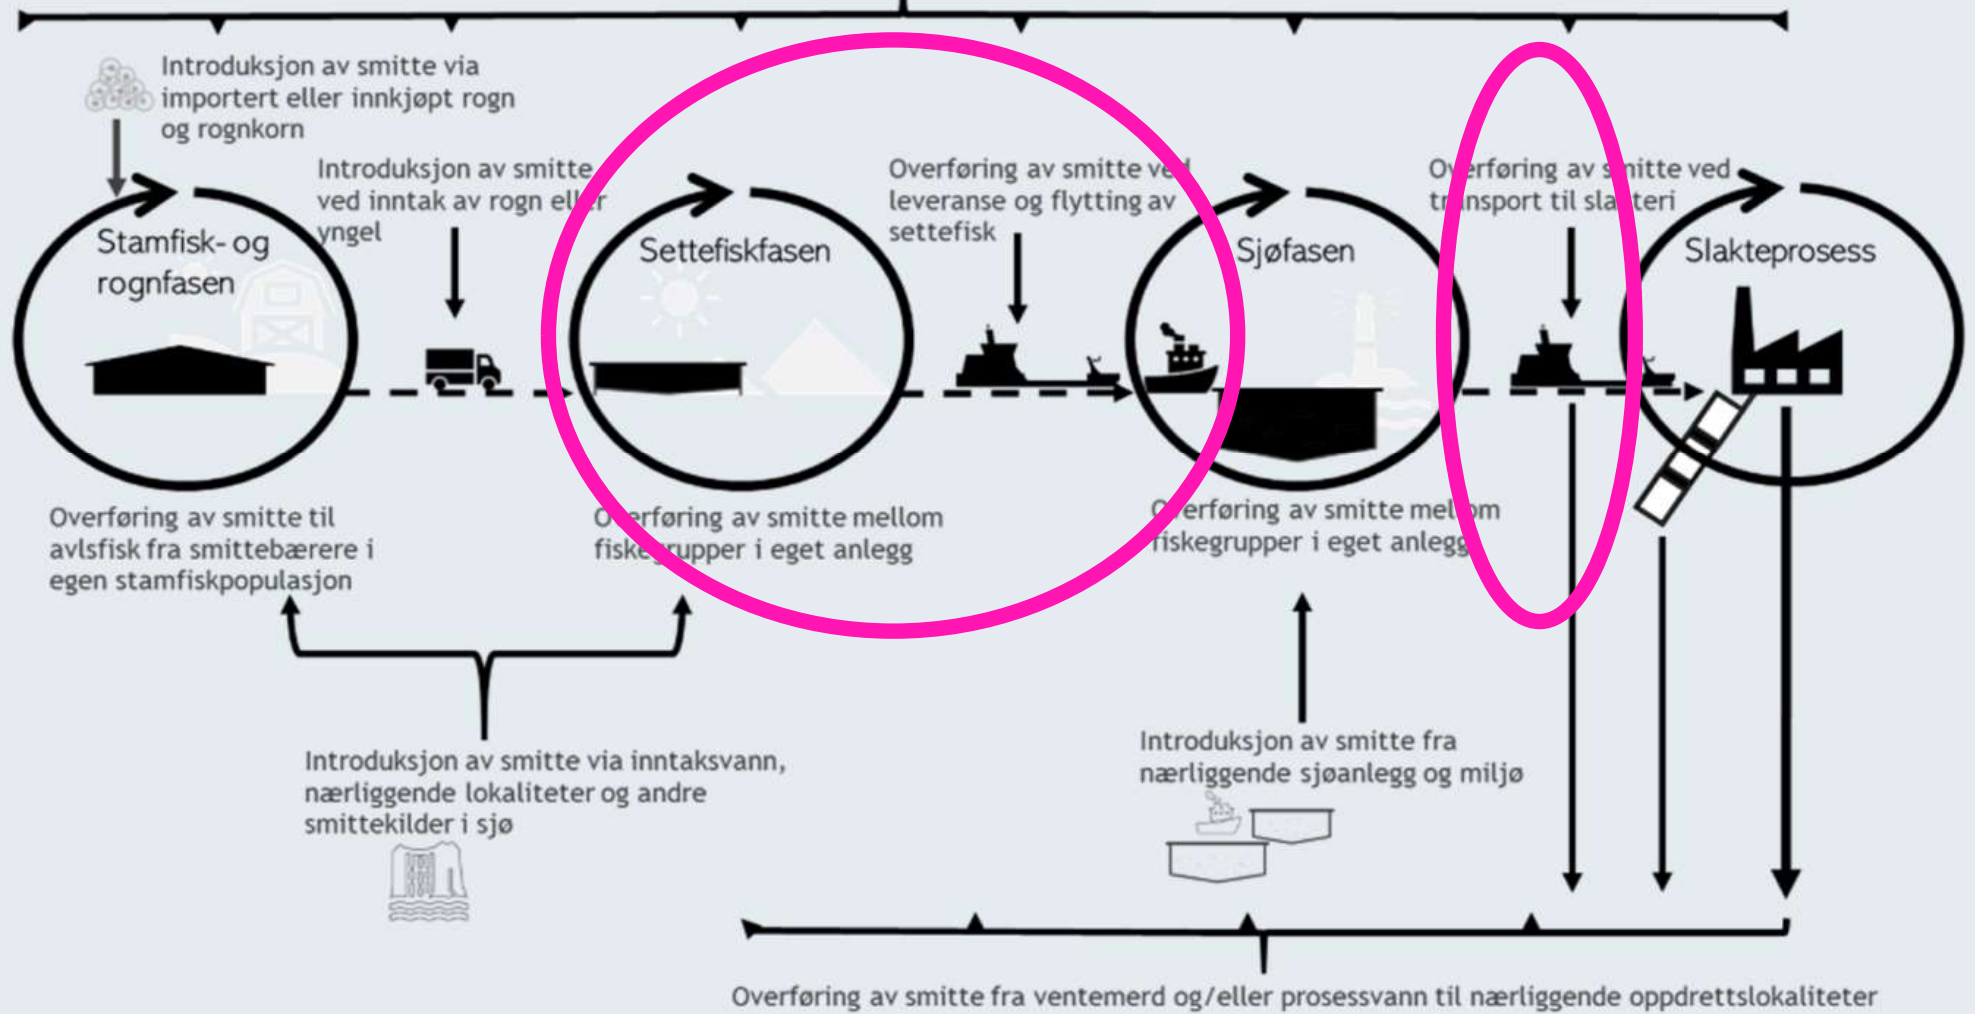 Introduksjon av smitte via
importert eller innkjøpt rogn
og rognkorn
Introduksjon av smitte
ved inntak av rogn eller
yngel
Overføring av smitte ved
leveranse og flytting av
settefisk
Overføring av smitte ved
transport til slakteri
Stamfisk- og
rognfasen
Settefiskfasen
Sjøfasen
Slakteprosess
Overføring av smitte til
avlsfisk fra smittebærere i
egen stamfiskpopulasjon
Overføring av smitte mellom
fiskegrupper i eget anlegg
Overføring av smitte mellom
fiskegrupper i eget anlegg
Introduksjon av smitte via inntaksvann,
nærliggende lokaliteter og andre
smittekilder i sjø
Introduksjon av smitte fra
nærliggende sjøanlegg og miljø
Overføring av smitte fra ventemerd og/eller prosessvann til nærliggende oppdrettslokaliteter